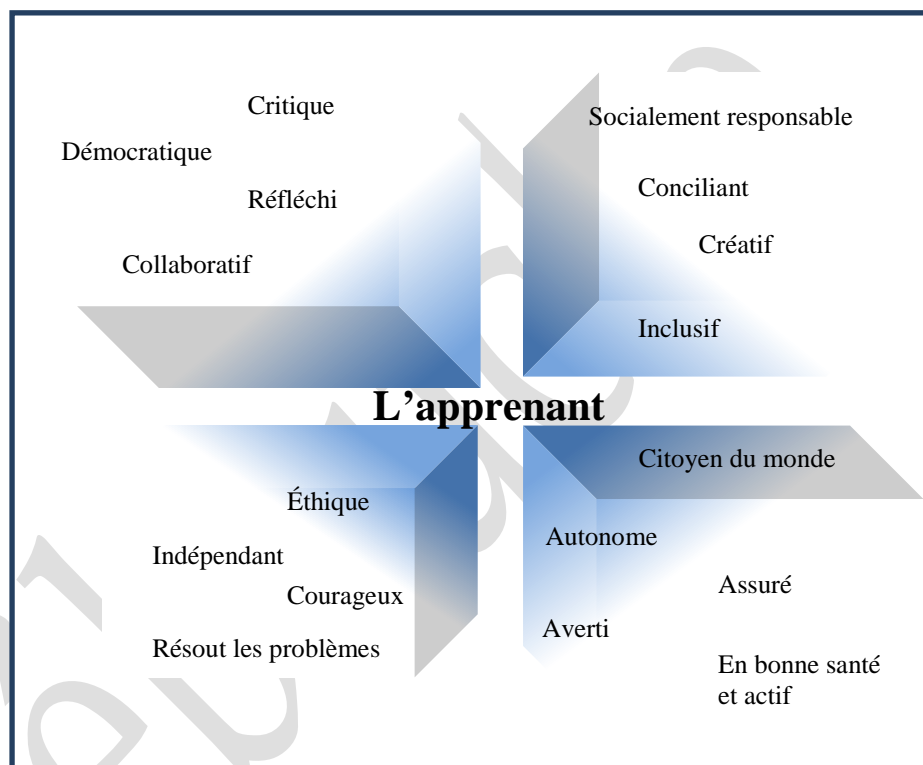 Critique
Démocratique
Réfléchi
Collaboratif
Socialement responsable
Conciliant
Créatif
Inclusif
L’apprenant
Éthique
Indépendant
Courageux
Résout les problèmes
Citoyen du monde
Autonome
Assuré
Averti
En bonne santé
et actif